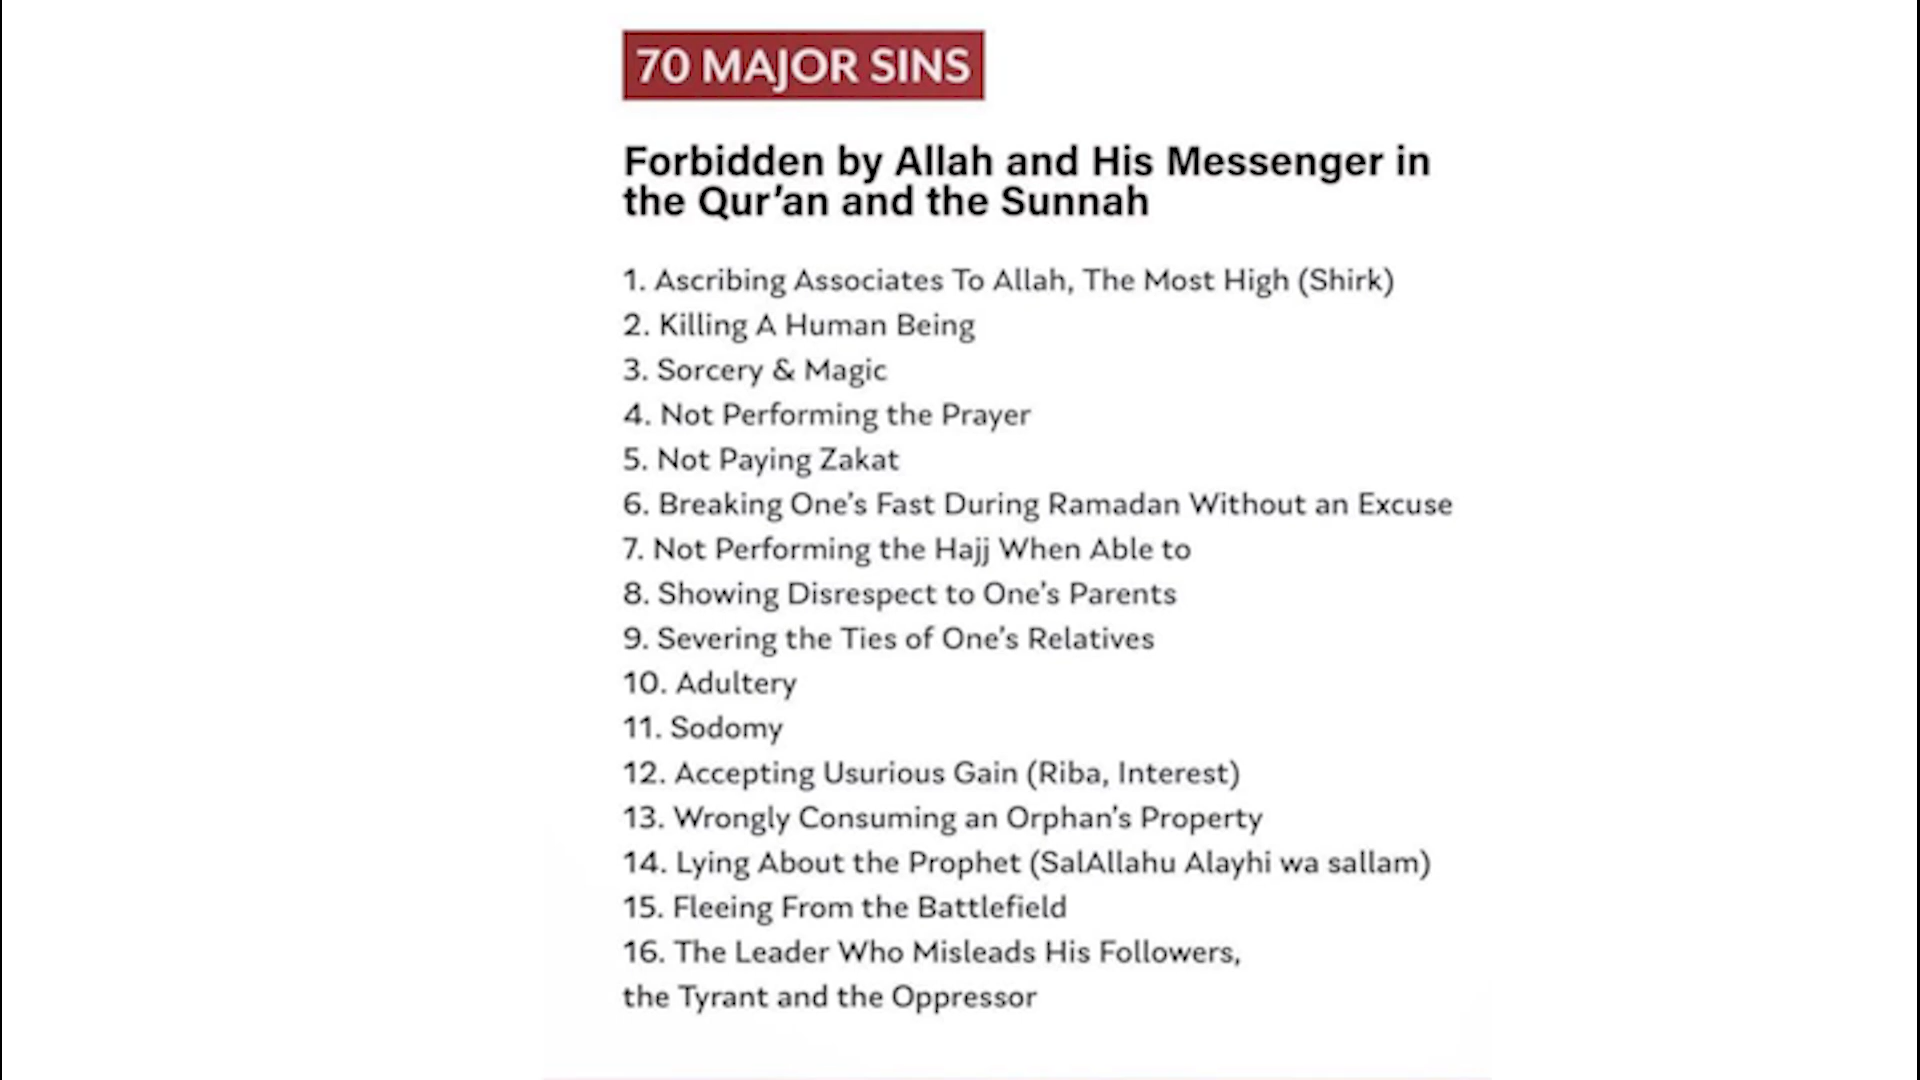 70 MAJOR SINS
Forbidden by Allah and His Messenger in
the Qur’an and the Sunnah
1. Ascribing Associates To Allah, The Most High (Shirk)
2. Killing A Human Being
3. Sorcery & Magic
4. Not Performing the Prayer
5. Not Paying Zakat
6. Breaking One's Fast During Ramadan Without an Excuse
7. Not Performing the Hajj When Able to
8. Showing Disrespect to One's Parents
9. Severing the Ties of One's Relatives
10. Adultery
11. Sodomy
12. Accepting Usurious Gain (Riba, Interest)
13. Wrongly Consuming an Orphan's Property
14. Lying About the Prophet (SalAllahu Alayhi wa sallam)
15. Fleeing From the Battlefield
16. The Leader Who Misleads His Followers,
the Tyrant and the Oppressor